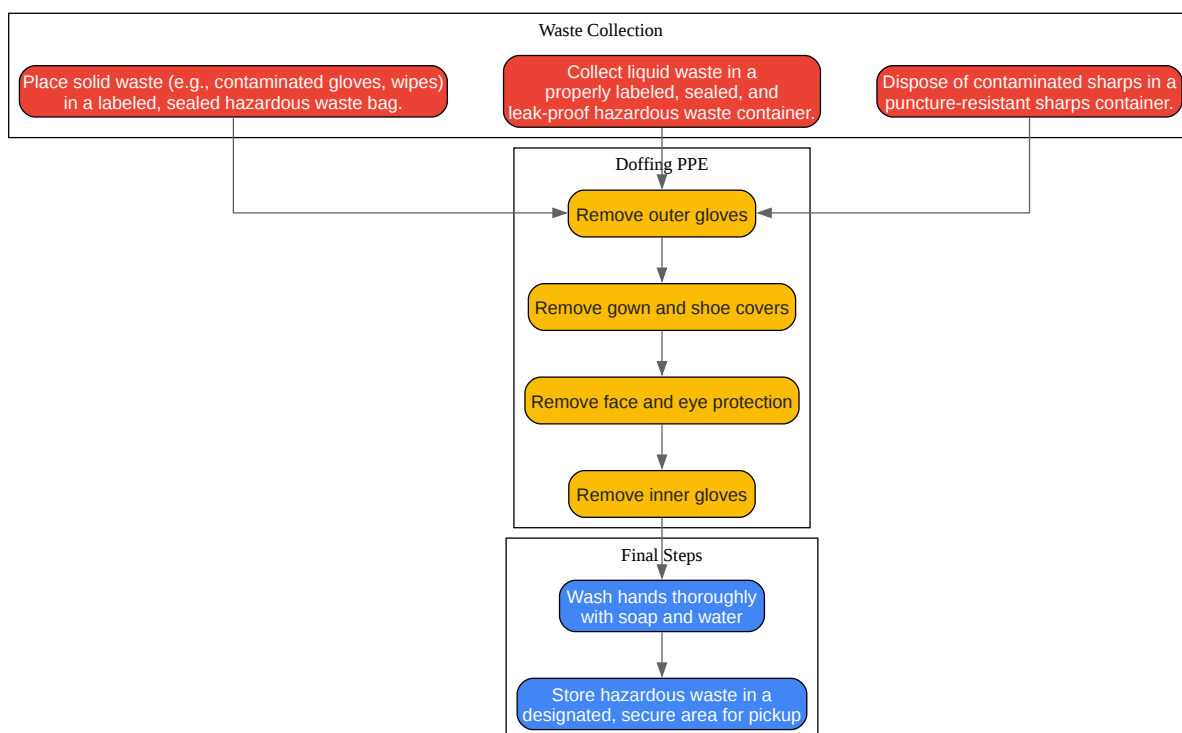 Waste Collection
Place solid waste (e.g., contaminated gloves, wipes)
in a labeled, sealed hazardous waste bag.
Collect liquid waste in a
properly labeled, sealed, and
leak-proof hazardous waste container.
Dispose of contaminated sharps in a
puncture-resistant sharps container.
Doffing PPE
Remove outer gloves
Remove gown and shoe covers
Remove face and eye protection
Remove inner gloves
Final Steps
Wash hands thoroughly
with soap and water
Store hazardous waste in a
designated, secure area for pickup